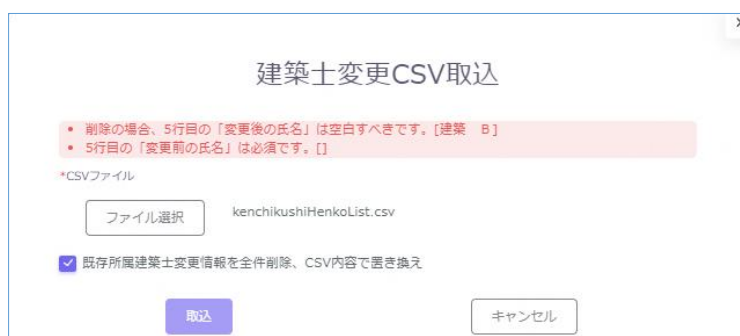 建築士変更CSV取込
• 削除の場合、5行目の「変更後の氏名」は空白すべきです。[建築　B]
• 5行目の「変更前の氏名」は必須です。[]
*CSVファイル
ファイル選択 kenchikushiHenkoList.csv
既存所属建築士変更情報を全件削除、CSV内容で置き換え
取込 キャンセル